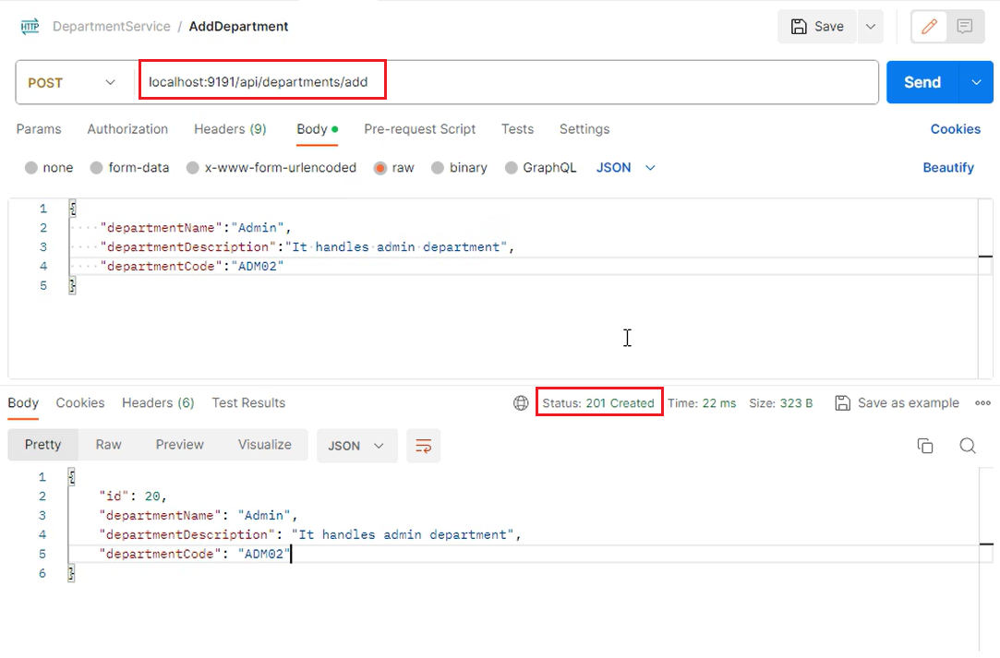 HTTP DepartmentService / AddDepartment Save
POST localhost:9191/api/departments/add Send
Params Authorization Headers (9) Body Pre-request Script Tests Settings Cookies
none form-data x-www-form-urlencoded raw binary GraphQL JSON Beautify
1 {
2 ····"departmentName":"Admin",
3 ····"departmentDescription":"It·handles·admin·department",
4 ····"departmentCode":"ADM02"
5 }
Body Cookies Headers (6) Test Results Status: 201 Created Time: 22 ms Size: 323 B Save as example
Pretty Raw Preview Visualize JSON
1 {
2 "id": 20,
3 "departmentName": "Admin",
4 "departmentDescription": "It handles admin department",
5 "departmentCode": "ADM02"
6 }